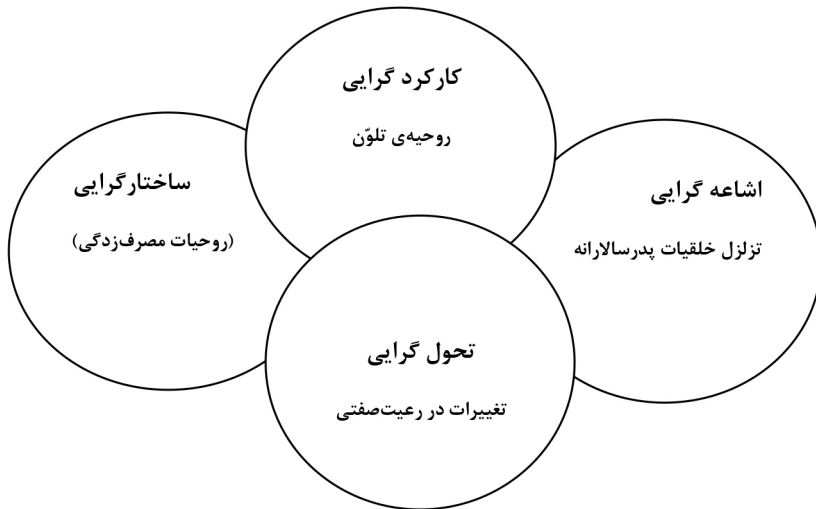 کارکرد گرایی
روحیه‌ی تلوّن
اشاعه گرایی
تزلزل خلقیات پدرسالارانه
ساختارگرایی
(روحیات مصرف‌زدگی)
تحول گرایی
تغییرات در رعیت‌صفتی